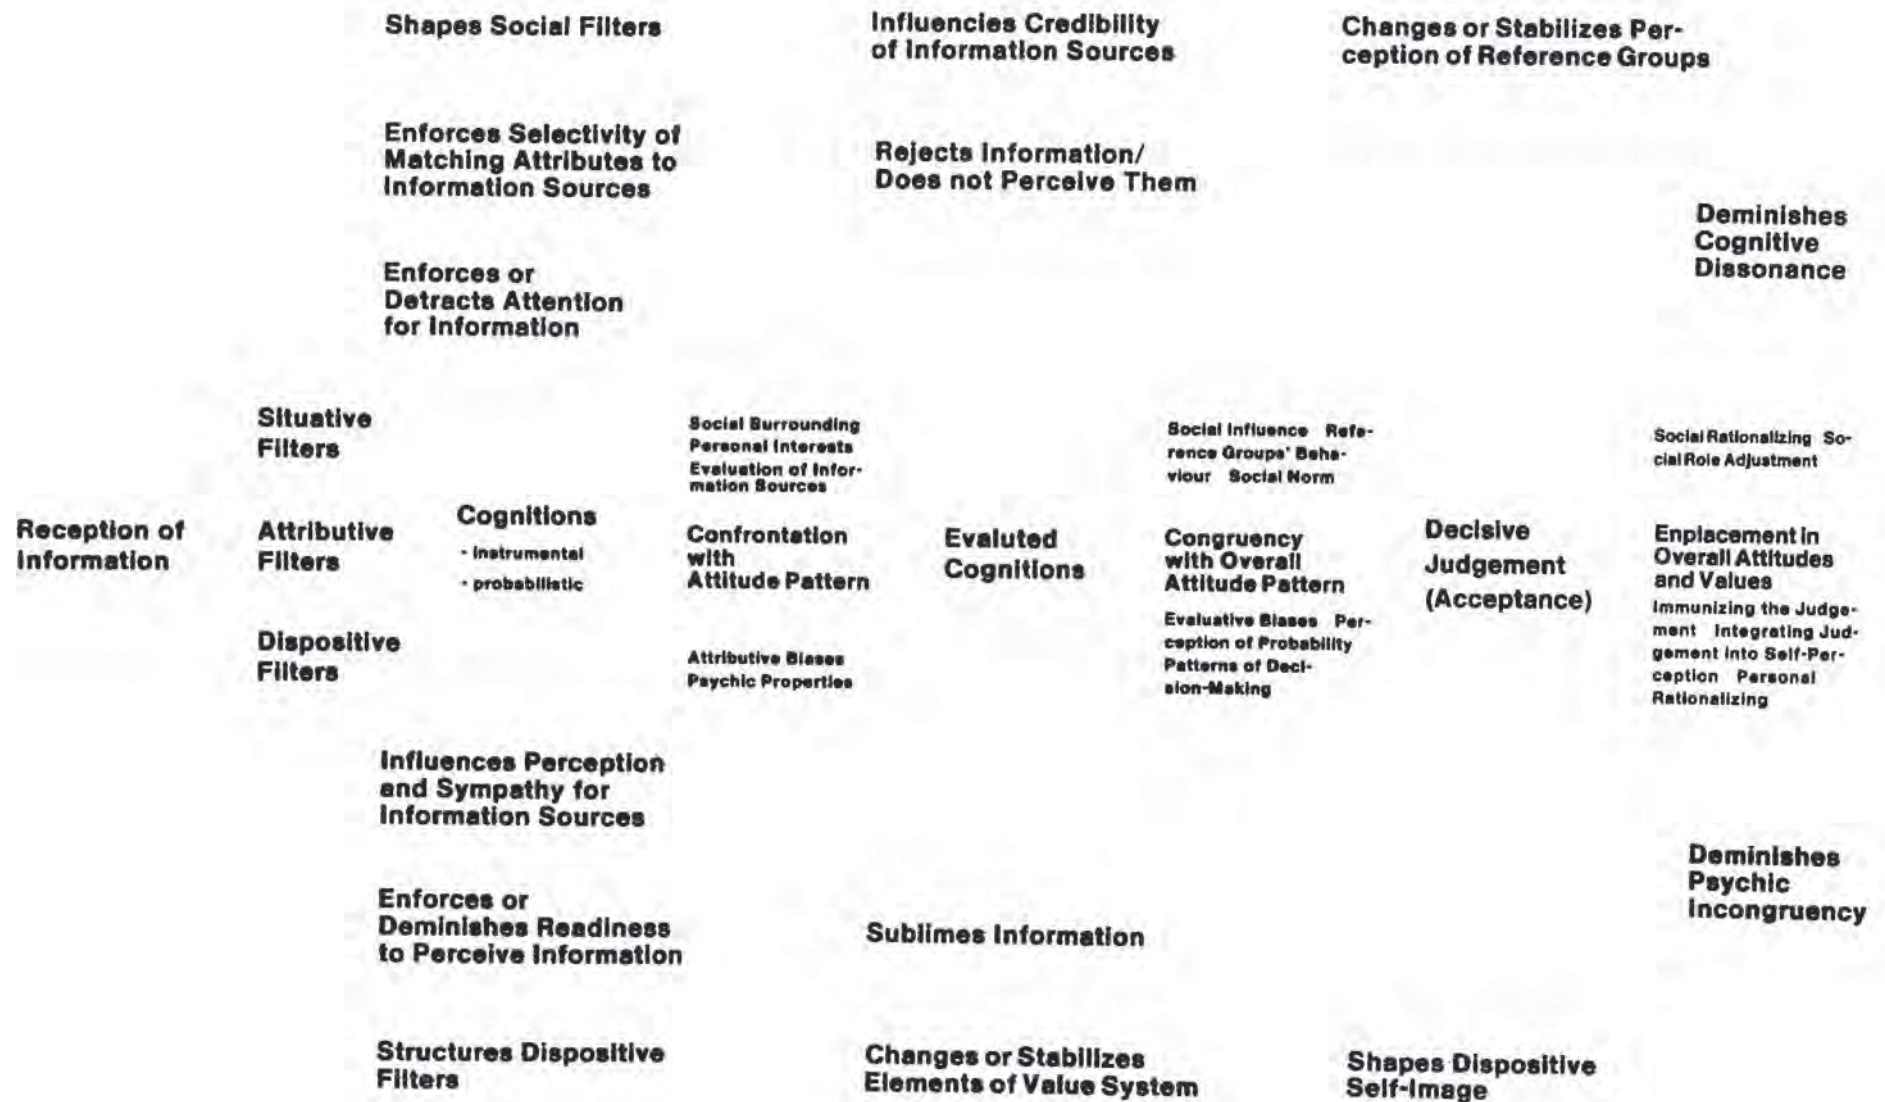 Shapes Social Filters
Influencies Credibility
of Information Sources
Changes or Stabilizes Per-
ception of Reference Groups
Enforces Selectivity of
Matching Attributes to
Information Sources
Rejects Information/
Does not Perceive Them
Deminishes
Cognitive
Dissonance
Enforces or
Detracts Attention
for Information
Situative
Filters
Social Surrounding
Personal Interests
Evaluation of Infor-
mation Sources
Social Influence Refe-
rence Groups' Beha-
viour Social Norm
Social Rationalizing So-
cial Role Adjustment
Reception of
Information
Attributive
Filters
Cognitions
- instrumental
- probabilistic
Confrontation
with
Attitude Pattern
Evaluted
Cognitions
Congruency
with Overall
Attitude Pattern
Decisive
Judgement
(Acceptance)
Enplacement in
Overall Attitudes
and Values
Dispositive
Filters
Attributive Biases
Psychic Properties
Evaluative Biases Per-
ception of Probability
Patterns of Deci-
sion-Making
Immunizing the Judge-
ment Integrating Jud-
gement into Self-Per-
ception Personal
Rationalizing
Influences Perception
and Sympathy for
Information Sources
Deminishes
Psychic
Incongruency
Enforces or
Deminishes Readiness
to Perceive Information
Sublimes Information
Structures Dispositive
Filters
Changes or Stabilizes
Elements of Value System
Shapes Dispositive
Self-Image